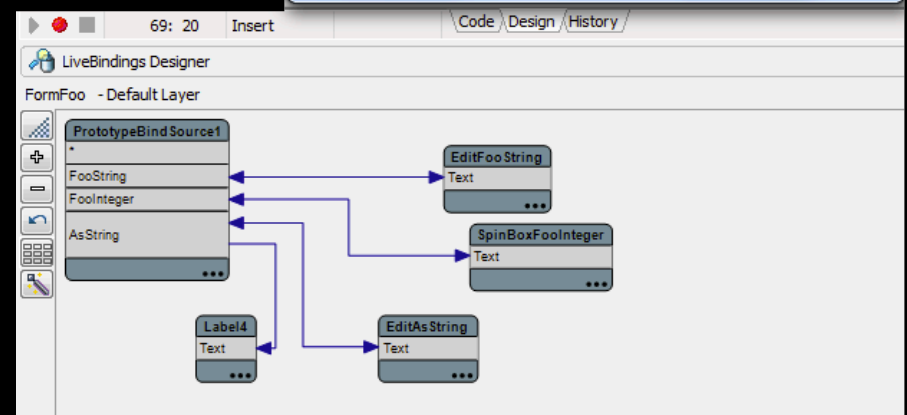 69: 20 Insert Code Design History
LiveBindings Designer
FormFoo - Default Layer
PrototypeBindSource1
*
FooString
FooInteger
AsString
EditFooString
Text
SpinBoxFooInteger
Text
Label4
Text
EditAsString
Text